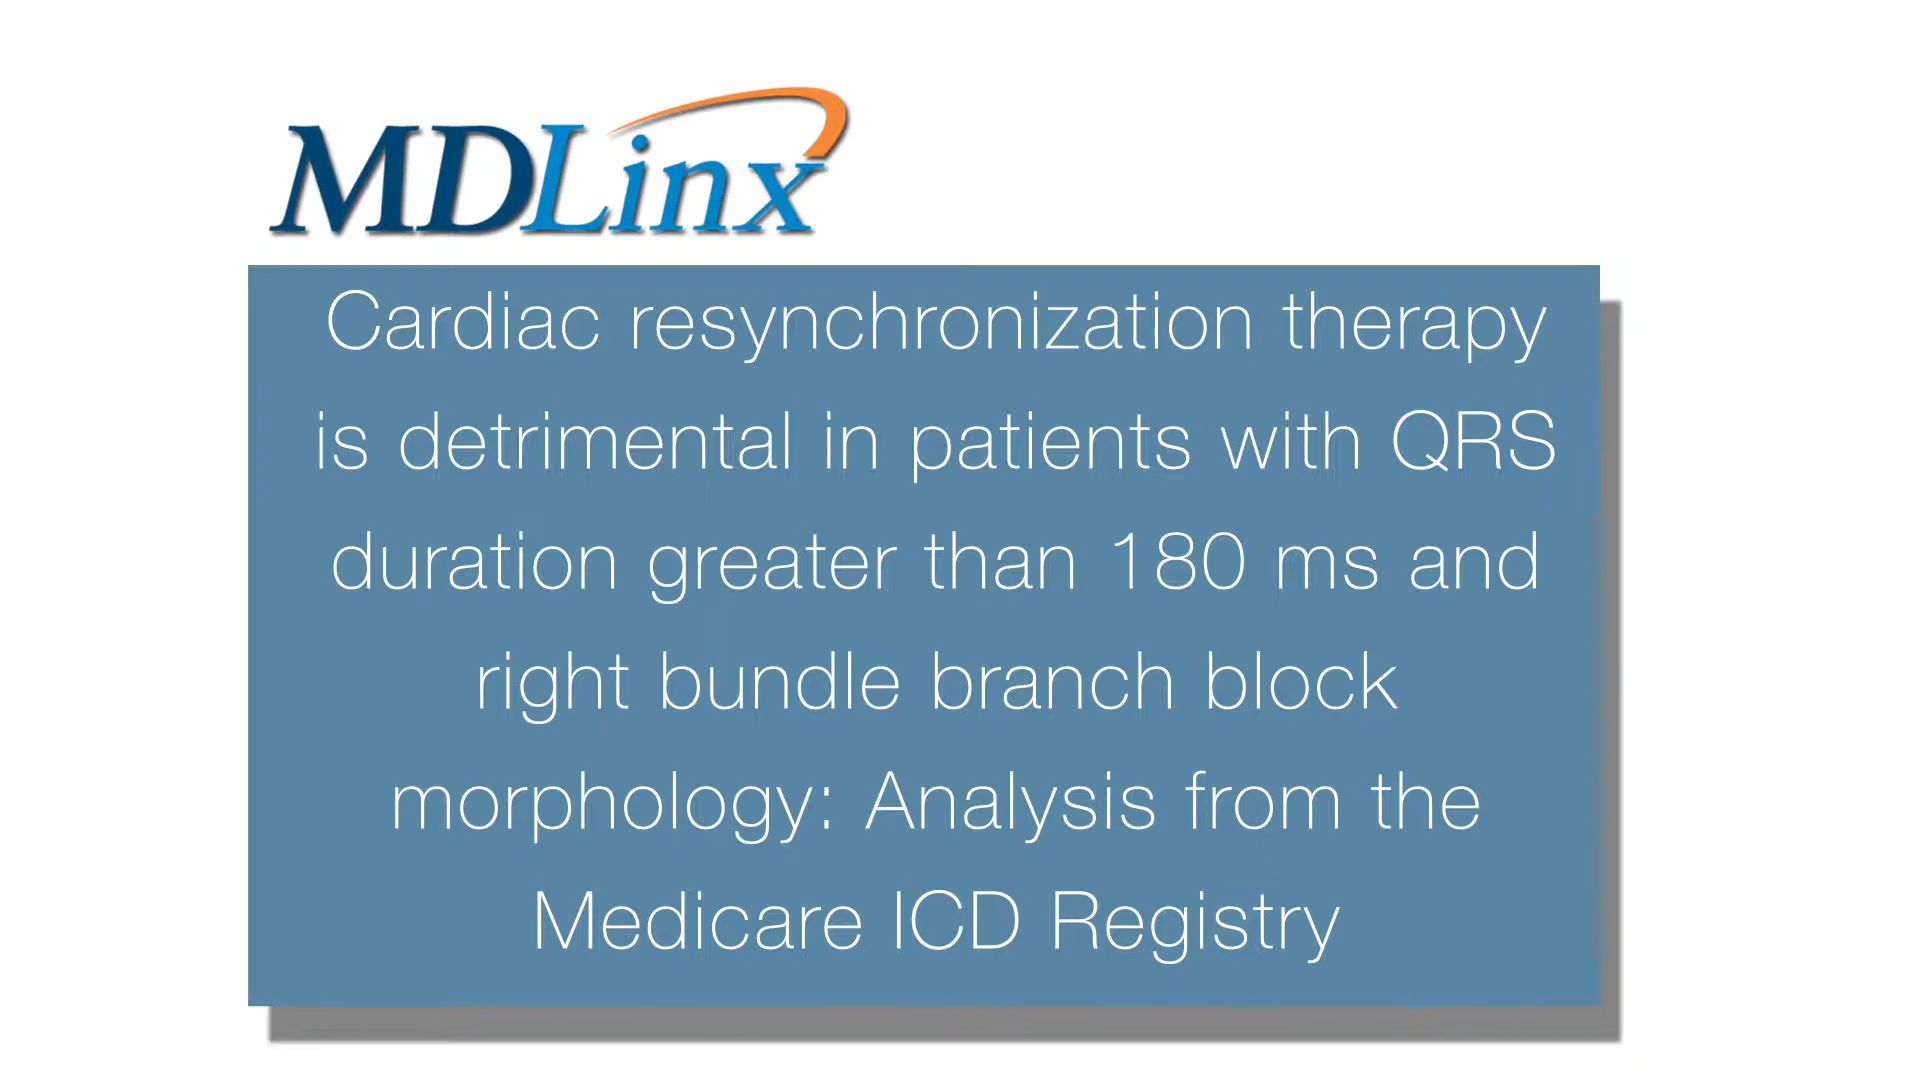 MDLinx
Cardiac resynchronization therapy
is detrimental in patients with QRS
duration greater than 180 ms and
right bundle branch block
morphology: Analysis from the
Medicare ICD Registry